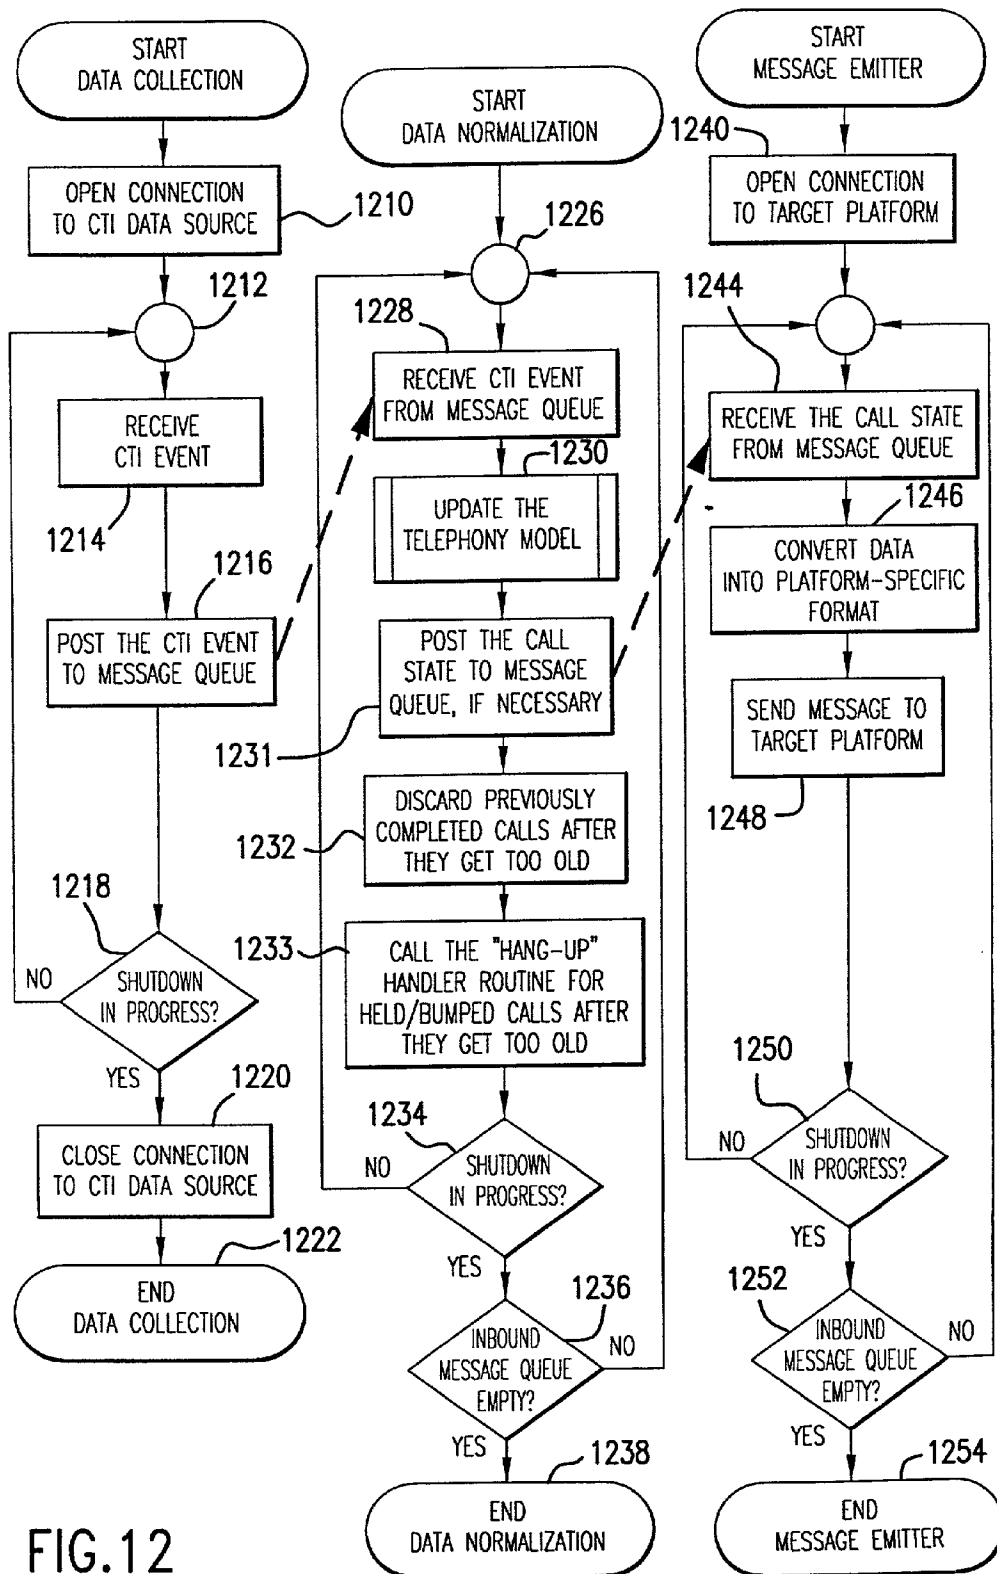 START
DATA COLLECTION
OPEN CONNECTION
TO CTI DATA SOURCE
1210
1212
RECEIVE
CTI EVENT
1214
1216
POST THE CTI EVENT
TO MESSAGE QUEUE
1218
NO
SHUTDOWN
IN PROGRESS?
YES
1220
CLOSE CONNECTION
TO CTI DATA SOURCE
1222
END
DATA COLLECTION
START
DATA NORMALIZATION
1226
1228
RECEIVE CTI EVENT
FROM MESSAGE QUEUE
1230
UPDATE THE
TELEPHONY MODEL
POST THE CALL
STATE TO MESSAGE
QUEUE, IF NECESSARY
1231
DISCARD PREVIOUSLY
COMPLETED CALLS AFTER
THEY GET TOO OLD
1232
1233
CALL THE "HANG-UP"
HANDLER ROUTINE FOR
HELD/BUMPED CALLS AFTER
THEY GET TOO OLD
1234
NO
SHUTDOWN
IN PROGRESS?
YES
1236
INBOUND
MESSAGE QUEUE
EMPTY?
NO
YES
1238
END
DATA NORMALIZATION
START
MESSAGE EMITTER
1240
OPEN CONNECTION
TO TARGET PLATFORM
1244
RECEIVE THE CALL STATE
FROM MESSAGE QUEUE
1246
CONVERT DATA
INTO PLATFORM-SPECIFIC
FORMAT
SEND MESSAGE TO
TARGET PLATFORM
1248
1250
NO
SHUTDOWN
IN PROGRESS?
YES
1252
INBOUND
MESSAGE QUEUE
EMPTY?
NO
YES
1254
END
MESSAGE EMITTER
FIG.12